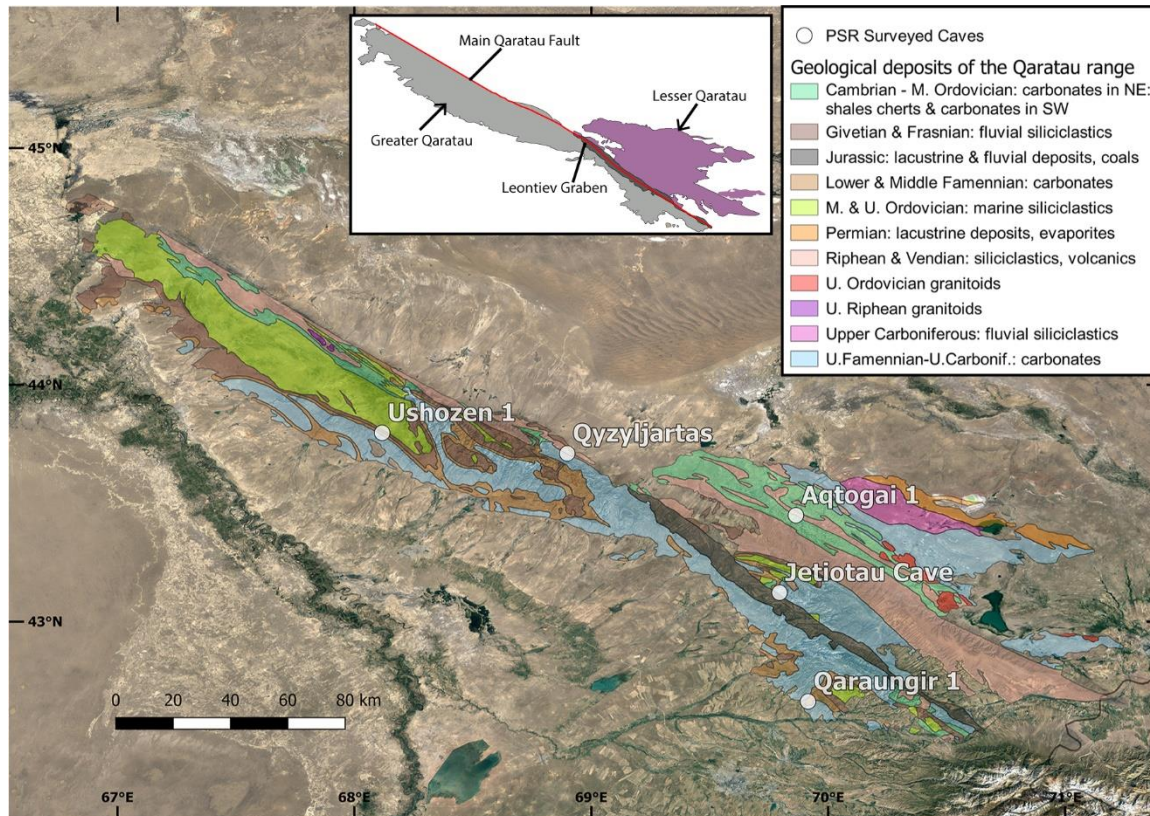 Main Qaratau Fault
Lesser Qaratau
Greater Qaratau
Leontiev Graben
PSR Surveyed Caves
Geological deposits of the Qaratau range
Cambrian - M. Ordovician: carbonates in NE:
shales cherts & carbonates in SW
Givetian & Frasnian: fluvial siliciclastics
Jurassic: lacustrine & fluvial deposits, coals
Lower & Middle Famennian: carbonates
M. & U. Ordovician: marine siliciclastics
Permian: lacustrine deposits, evaporites
Riphean & Vendian: siliciclastics, volcanics
U. Ordovician granitoids
U. Riphean granitoids
Upper Carboniferous: fluvial siliciclastics
U.Famennian-U.Carbonif.: carbonates
45°N
44°N
43°N
Ushozen 1
Qyzyljartas
Aqtogai 1
Jetiotau Cave
Qaraungir 1
0 20 40 60 80 km
67°E 68°E 69°E 70°E 71°E